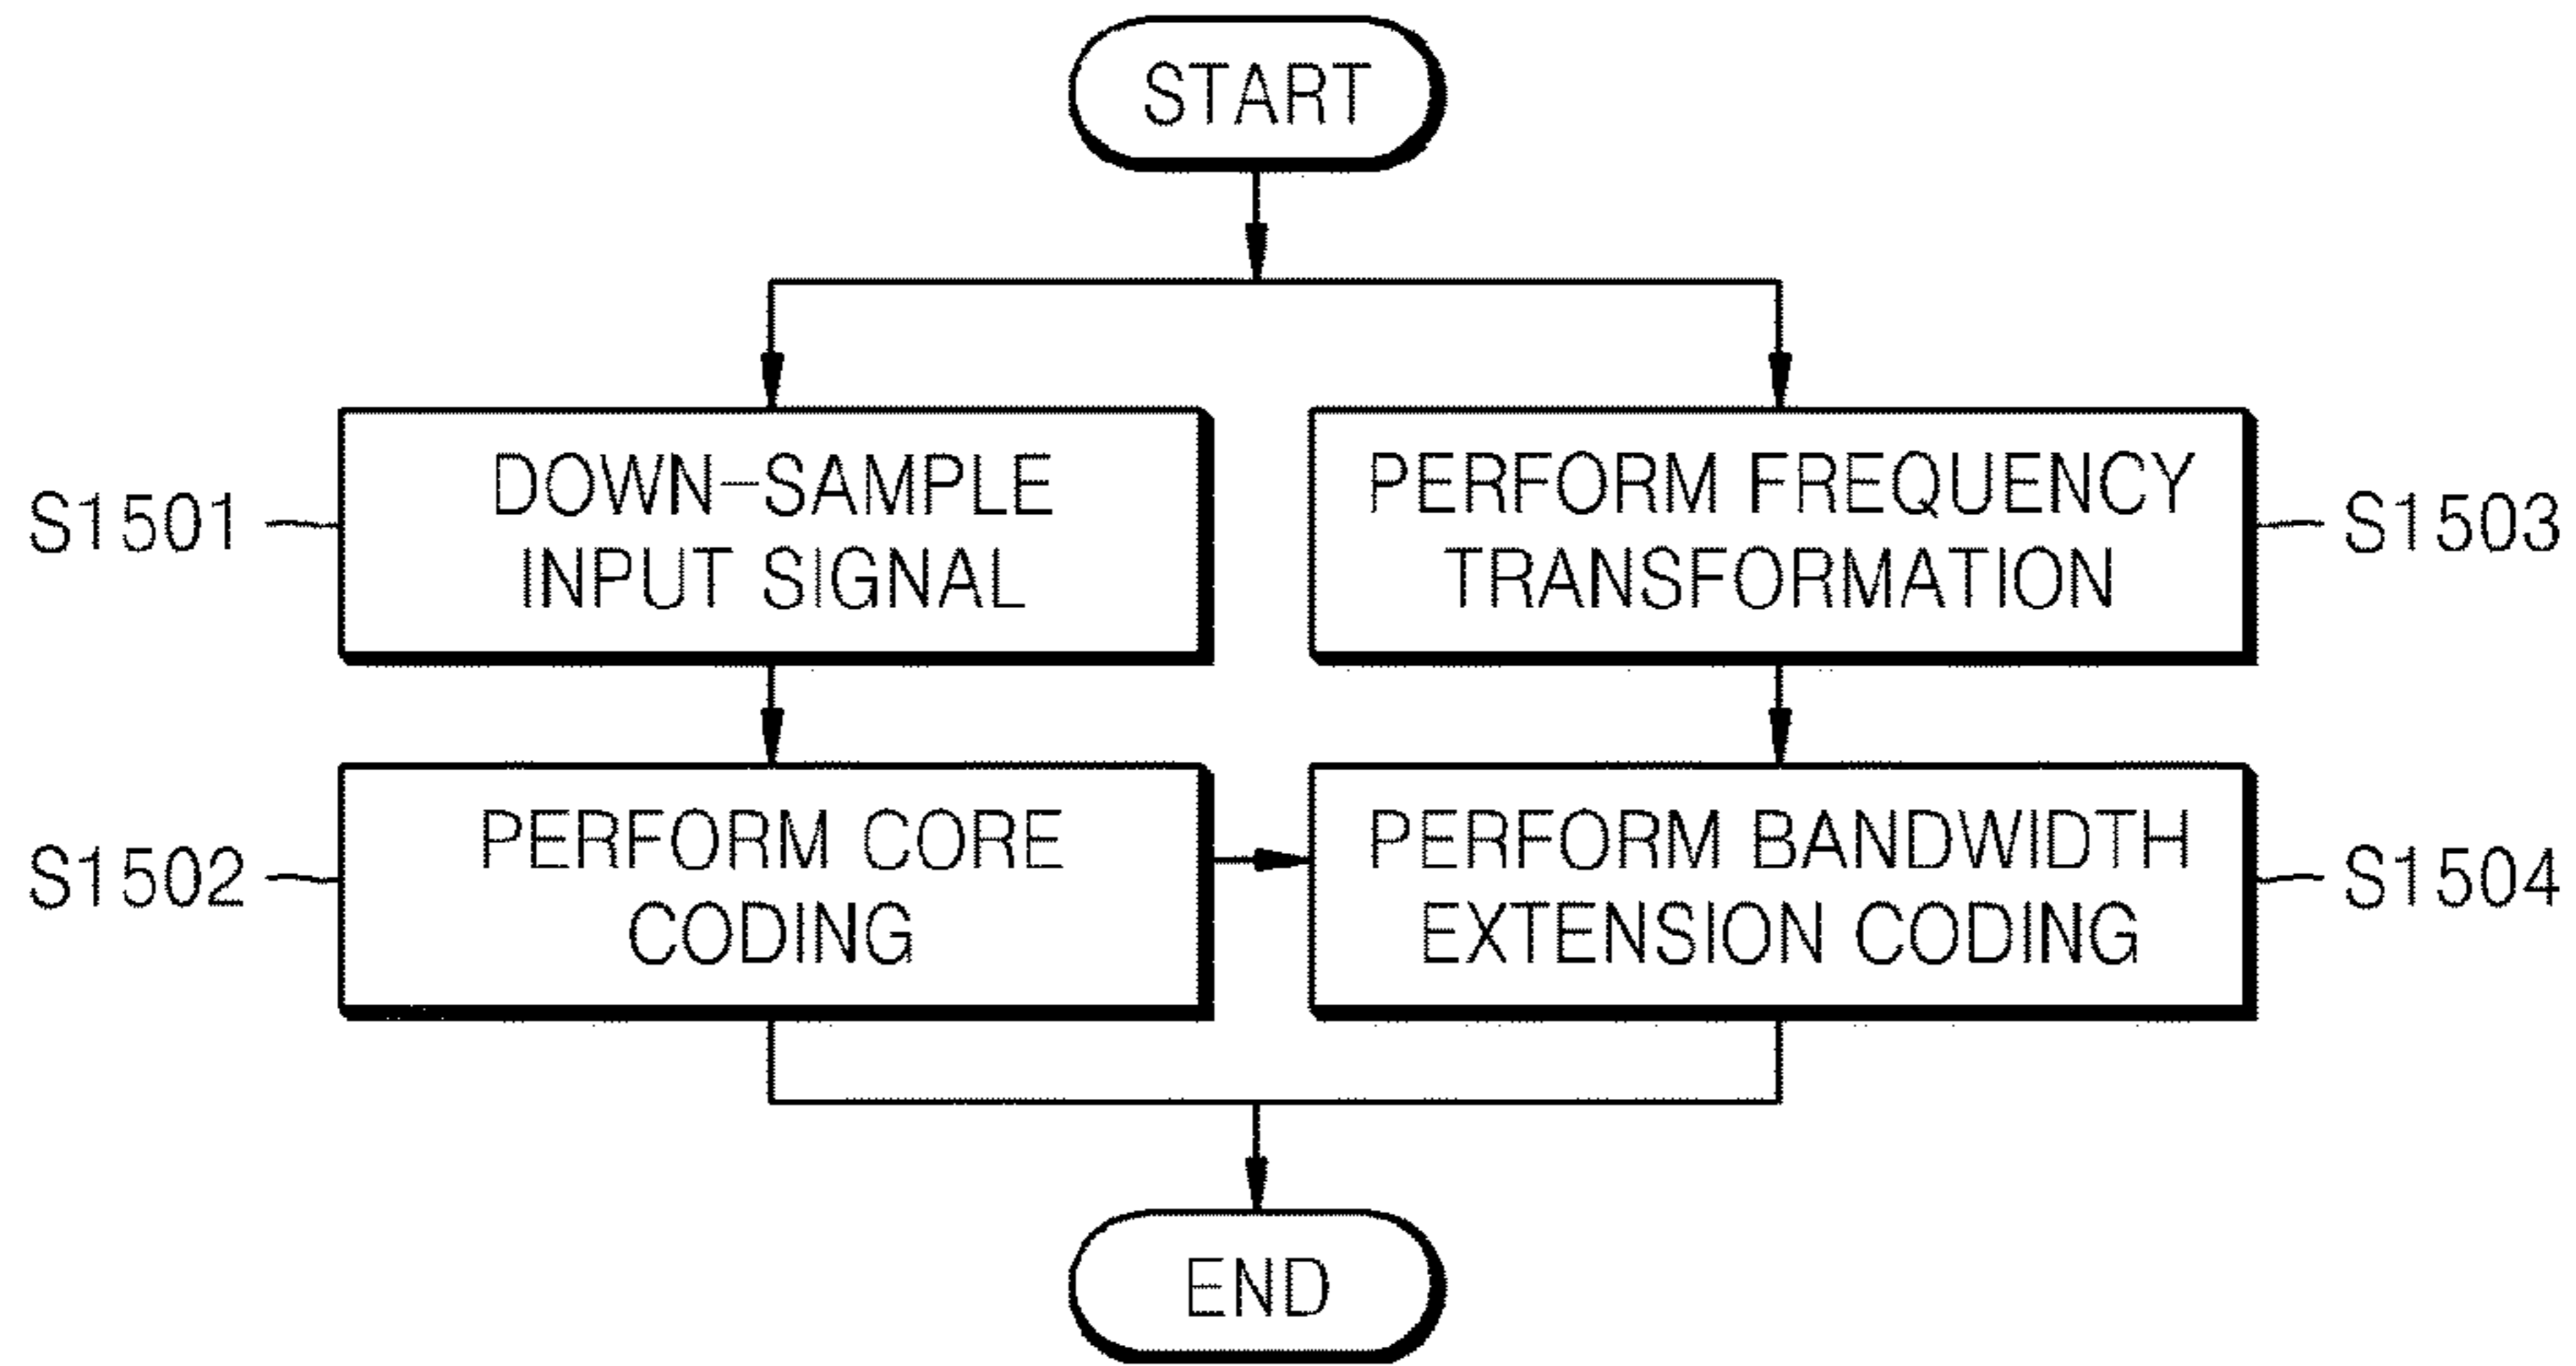 START
S1501
DOWN-SAMPLE
INPUT SIGNAL
PERFORM FREQUENCY
TRANSFORMATION
S1503
S1502
PERFORM CORE
CODING
PERFORM BANDWIDTH
EXTENSION CODING
S1504
END